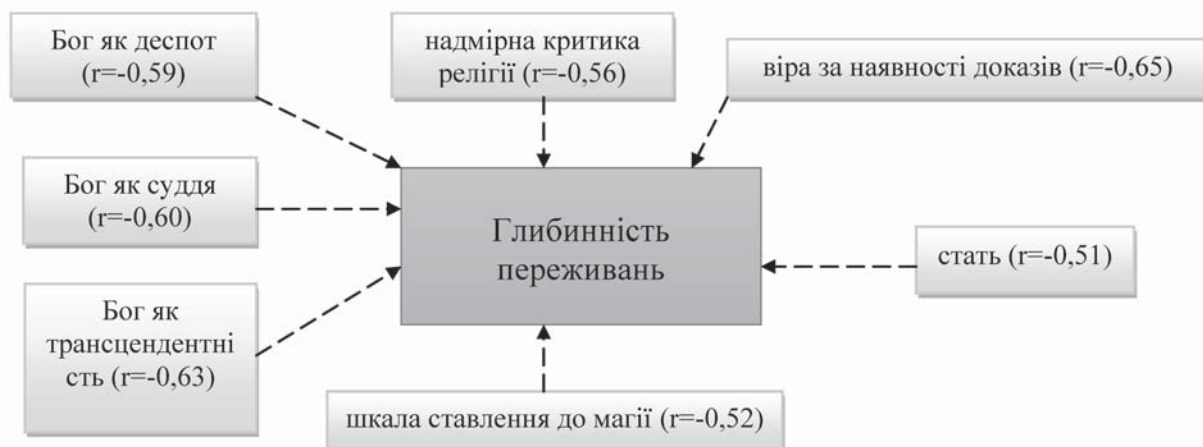 Бог як деспот
(r=-0,59)
надмірна критика
релігії (r=-0,56)
віра за наявності доказів (r=-0,65)
Бог як суддя
(r=-0,60)
Глибинність
переживань
стать (r=-0,51)
Бог як
трансцендентні
сть (r=-0,63)
шкала ставлення до магії (r=-0,52)